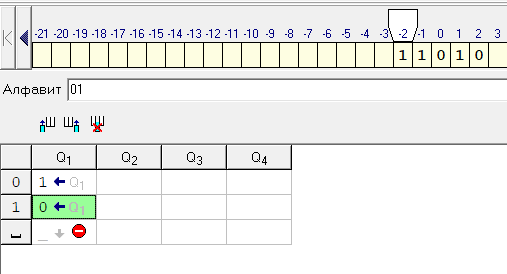 -21 -20 -19 -18 -17 -16 -15 -14 -13 -12 -11 -10 -9 -8 -7 -6 -5 -4 -3 -2 -1 0 1 2 3
1 1 0 1 0
Алфавит 01
Q1 Q2 Q3 Q4
0 1 ← Q1
1 0 ← Q1
_ _ ↓